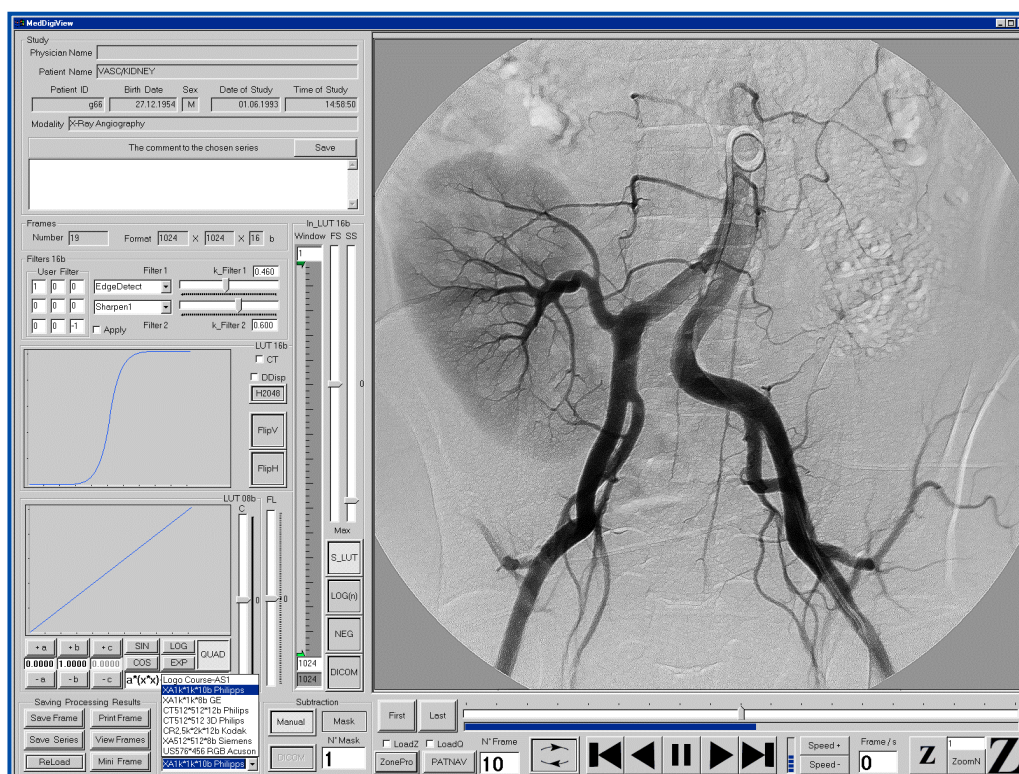 MedDigiView
Study
Physician Name
Patient Name VASC/KIDNEY
Patient ID Birth Date Sex Date of Study Time of Study
g66 27.12.1954 M 01.06.1993 14:58:50
Modality X-Ray Angiography
The comment to the chosen series Save
Frames
Number 19 Format 1024 X 1024 X 16 b
In_LUT 16b
Window FS SS
1
Filters 16b
User Filter Filter 1 k_Filter 1 0.460
1 0 0 EdgeDetect
0 0 0 Sharpen1
0 0 -1 Apply Filter 2 k_Filter 2 0.600
LUT 16b
CT
DDisp
H2048
FlipV
FlipH
0
Max
LUT 08b
C
FL
0
0
S_LUT
LOG(n)
NEG
DICOM
1024
1024
+a +b +c SIN LOG QUAD
0.0000 1.0000 0.0000 COS EXP
-a -b -c a*(x*x)
Logo Course-AS1
XA1k*1k*10b Philipps
XA1k*1k*8b GE
CT512*512*12b Philips
CT512*512 3D Philips
CR2,5k*2k*12b Kodak
XA512*512*8b Siemens
US576*456 RGB Acuson
XA1k*1k*10b Philipps
Saving Processing Results
Save Frame Print Frame
Save Series View Frames
ReLoad Mini Frame
Subtraction
Manual Mask
DICOM N° Mask
1
First Last
LoadZ LoadQ N° Frame
ZonePro PATNAV 10
Speed + Frame / s
Speed - 0
Z 1 Z
ZoomN